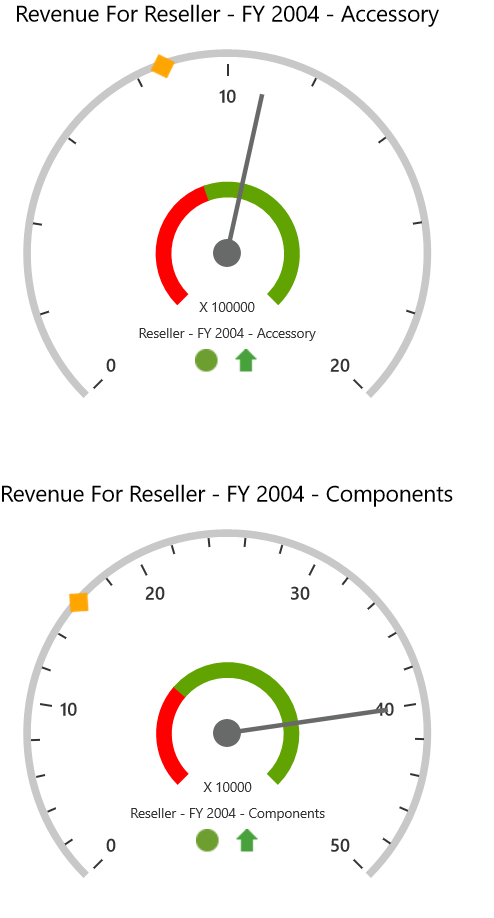 Revenue For Reseller - FY 2004 - Accessory
10
X 100000
Reseller - FY 2004 - Accessory
0
20
Revenue For Reseller - FY 2004 - Components
20
30
10
40
X 10000
Reseller - FY 2004 - Components
0
50